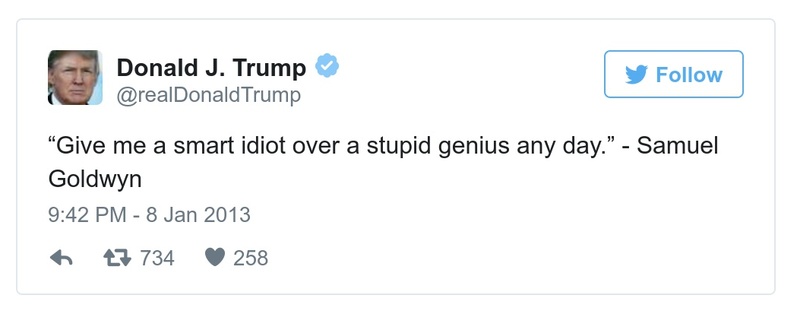 Donald J. Trump
@realDonaldTrump
Follow
“Give me a smart idiot over a stupid genius any day.” - Samuel
Goldwyn
9:42 PM - 8 Jan 2013
734 258